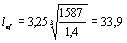 l_ef = 3,25 ∛(1587/1,4) = 33,9